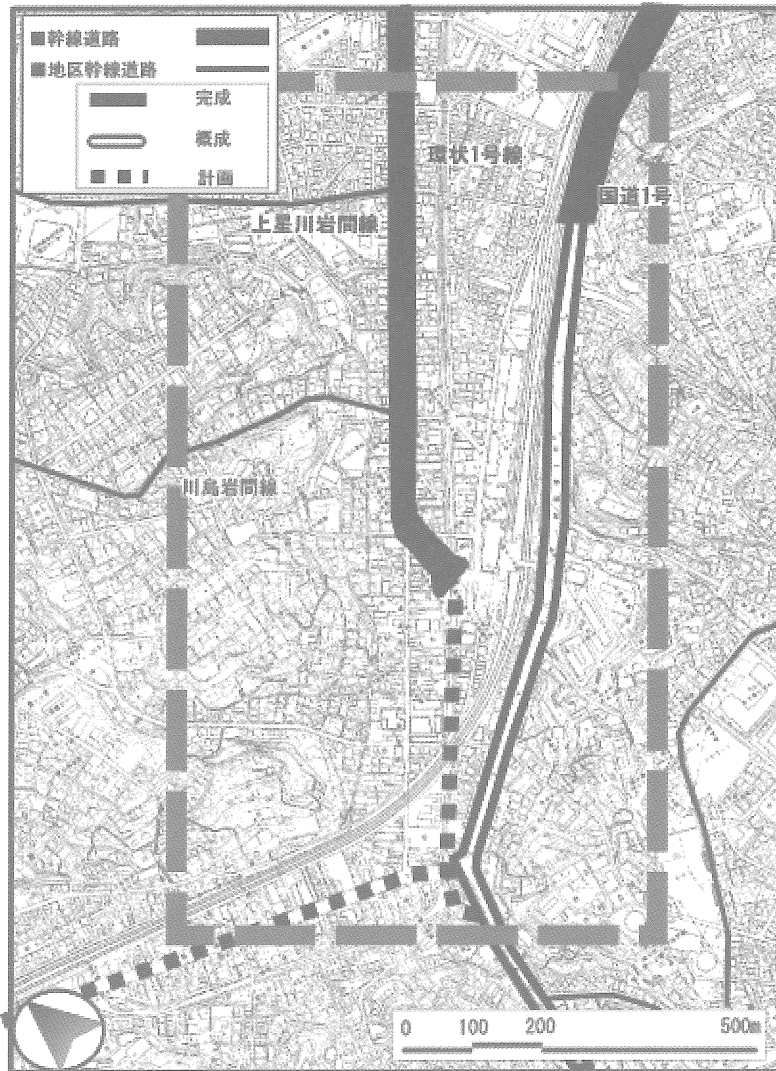 ■幹線道路
■地区幹線道路
完成
概成
計画
環状1号線
国道1号
上星川岩間線
川島岩間線
0 100 200 500m